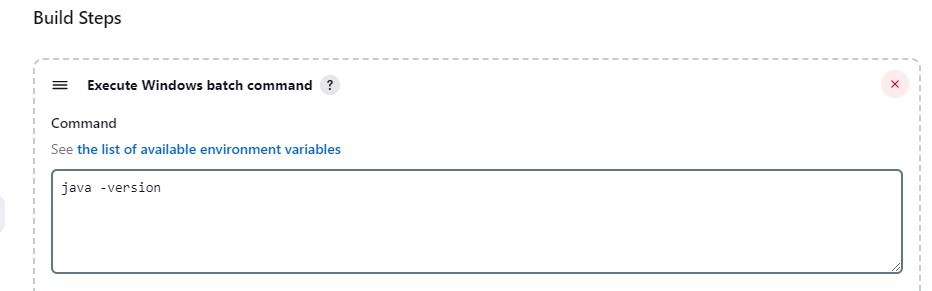 Build Steps
Execute Windows batch command ?
Command
See the list of available environment variables
java -version